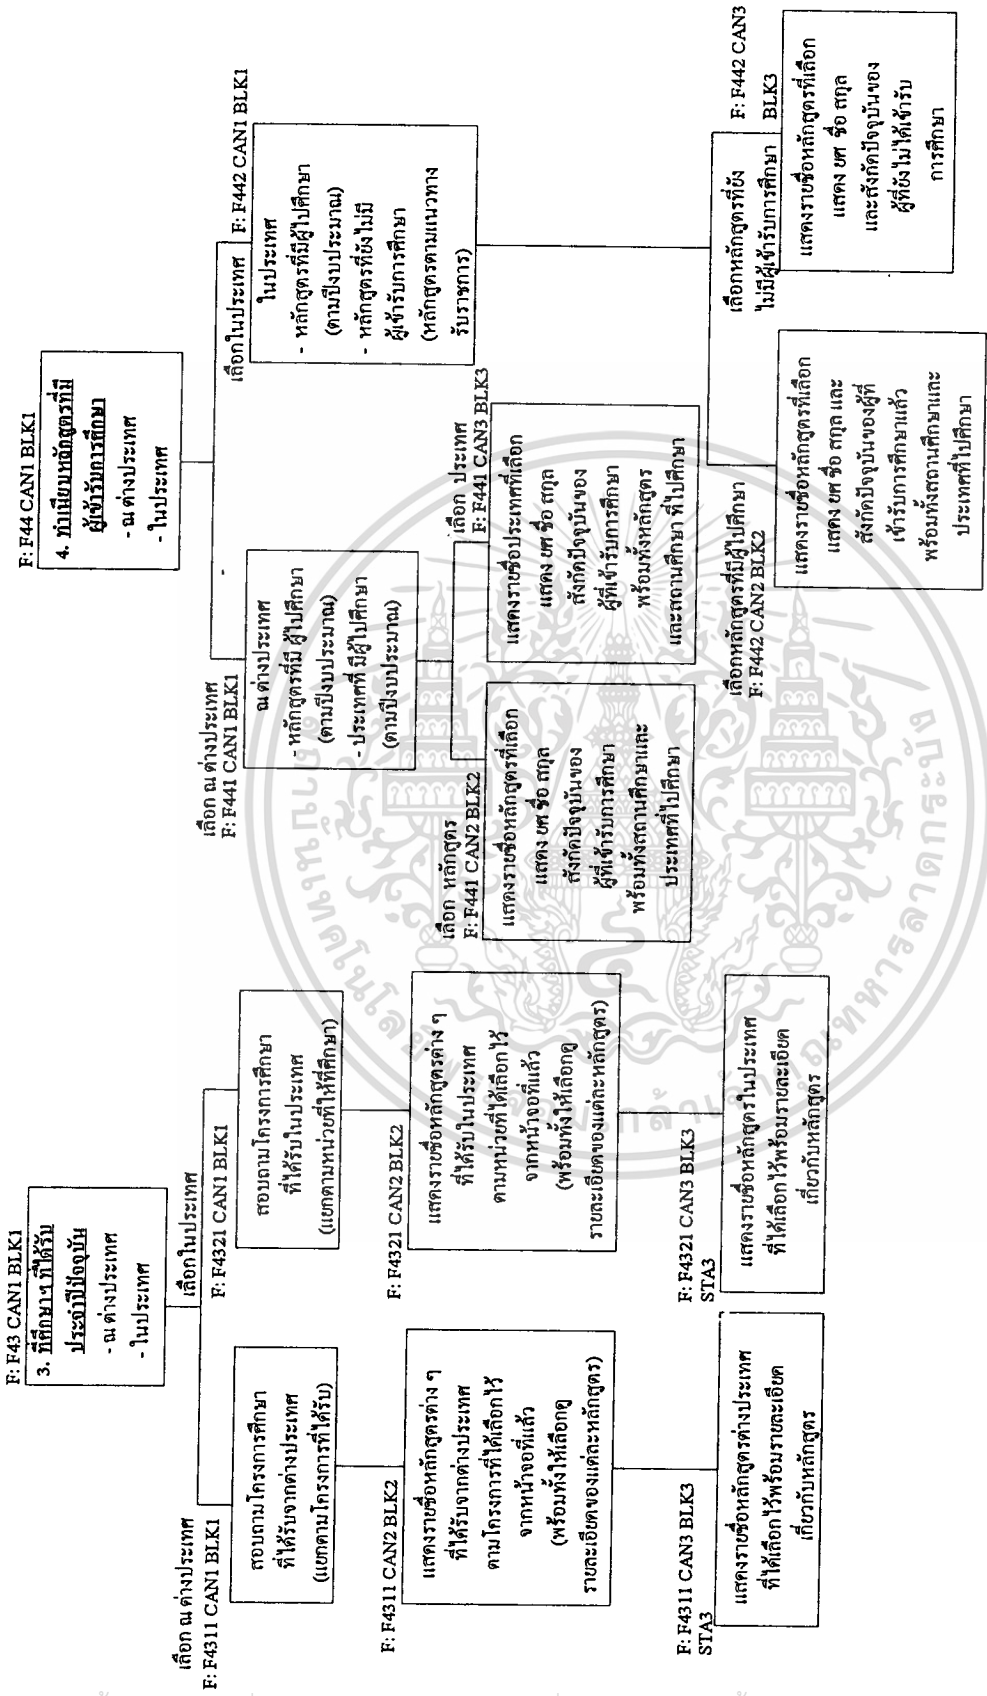 F: F43 CAN1 BLK1
3. ที่ศึกษาฯ ที่ได้รับ
ประจำปีปัจจุบัน
- ณ ต่างประเทศ
- ในประเทศ
เลือก ณ ต่างประเทศ
F: F4311 CAN1 BLK1
สอบถามโครงการศึกษา
ที่ได้รับจากต่างประเทศ
(แยกตามโครงการที่ได้รับ)
F: F4311 CAN2 BLK2
แสดงรายชื่อหลักสูตรต่าง ๆ
ที่ได้รับจากต่างประเทศ
ตามโครงการที่ได้เลือกไว้
จากหน้าจอที่แล้ว
(พร้อมทั้งให้เลือกดู
รายละเอียดของแต่ละหลักสูตร)
F: F4311 CAN3 BLK3
STA3
แสดงรายชื่อหลักสูตรต่างประเทศ
ที่ได้เลือกไว้พร้อมรายละเอียด
เกี่ยวกับหลักสูตร
เลือกในประเทศ
F: F4321 CAN1 BLK1
สอบถามโครงการศึกษา
ที่ได้รับในประเทศ
(แยกตามหน่วยที่ให้ที่ศึกษา)
F: F4321 CAN2 BLK2
แสดงรายชื่อหลักสูตรต่าง ๆ
ที่ได้รับในประเทศ
ตามหน่วยที่ได้เลือกไว้
จากหน้าจอที่แล้ว
(พร้อมทั้งให้เลือกดู
รายละเอียดของแต่ละหลักสูตร)
F: F4321 CAN3 BLK3
STA3
แสดงรายชื่อหลักสูตรในประเทศ
ที่ได้เลือกไว้พร้อมรายละเอียด
เกี่ยวกับหลักสูตร
F: F44 CAN1 BLK1
4. ทำเนียบหลักสูตรที่มี
ผู้เข้ารับการศึกษา
- ณ ต่างประเทศ
- ในประเทศ
เลือก ณ ต่างประเทศ
F: F441 CAN1 BLK1
ณ ต่างประเทศ
- หลักสูตรที่มี ผู้ไปศึกษา
(ตามปีงบประมาณ)
- ประเทศที่ มีผู้ไปศึกษา
(ตามปีงบประมาณ)
เลือก หลักสูตร
F: F441 CAN2 BLK2
แสดงรายชื่อหลักสูตรที่เลือก
แสดง ยศ ชื่อ สกุล
สังกัดปัจจุบันของ
ผู้ที่เข้ารับการศึกษา
พร้อมทั้งสถานศึกษาและ
ประเทศที่ไปศึกษา
เลือก ประเทศ
F: F441 CAN3 BLK3
แสดงรายชื่อประเทศที่เลือก
แสดง ยศ ชื่อ สกุล
สังกัดปัจจุบันของ
ผู้ที่เข้ารับการศึกษา
พร้อมทั้งหลักสูตร
และสถานศึกษา ที่ไปศึกษา
เลือกในประเทศ
F: F442 CAN1 BLK1
ในประเทศ
- หลักสูตรที่มีผู้ไปศึกษา
(ตามปีงบประมาณ)
- หลักสูตรที่ยังไม่มี
ผู้เข้ารับการศึกษา
(หลักสูตรตามแนวทาง
รับราชการ)
เลือกหลักสูตรที่มีผู้ไปศึกษา
F: F442 CAN2 BLK2
แสดงรายชื่อหลักสูตรที่เลือก
แสดง ยศ ชื่อ สกุล และ
สังกัดปัจจุบันของผู้ที่
เข้ารับการศึกษาแล้ว
พร้อมทั้งสถานศึกษาและ
ประเทศที่ไปศึกษา
เลือกหลักสูตรที่ยัง
ไม่มีผู้เข้ารับการศึกษา
F: F442 CAN3
BLK3
แสดงรายชื่อหลักสูตรที่เลือก
แสดง ยศ ชื่อ สกุล
และสังกัดปัจจุบันของ
ผู้ที่ยังไม่ได้เข้ารับ
การศึกษา